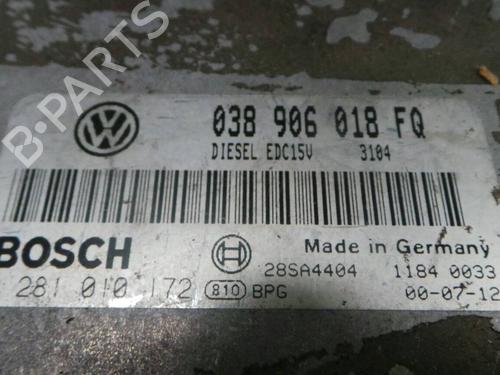 038 906 018 FQ
DIESEL EDC15V 3104
BOSCH
Made in Germany
28SA4404 1184 0033
281 010 172 810 BPG 00-07-12
B-Parts